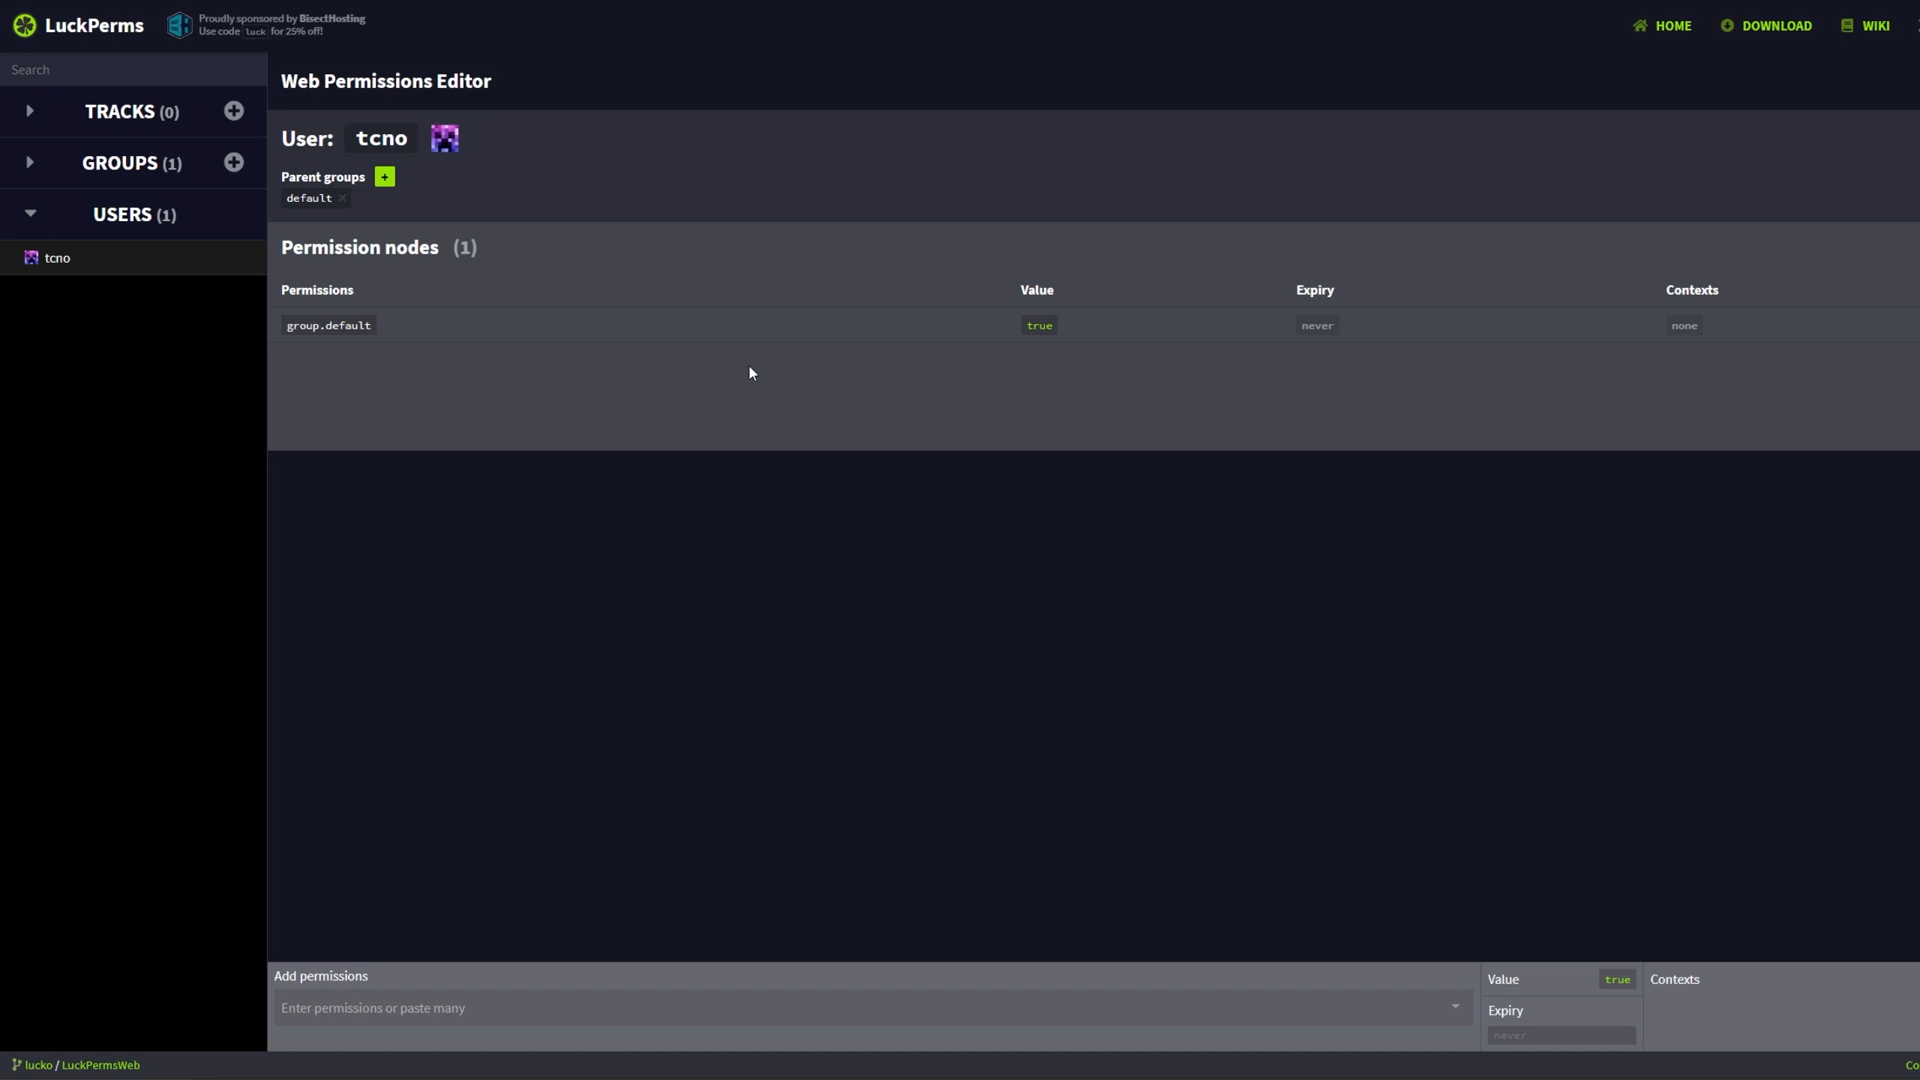 LuckPerms
Proudly sponsored by BisectHosting
Use code luck for 25% off!
HOME
DOWNLOAD
WIKI
Search
Web Permissions Editor
TRACKS (0)
GROUPS (1)
USERS (1)
tcno
User: tcno
Parent groups +
default ×
Permission nodes (1)
Permissions Value Expiry Contexts
group.default true never none
Add permissions
Enter permissions or paste many
Value true
Contexts
Expiry
never
lucko / LuckPermsWeb
Co